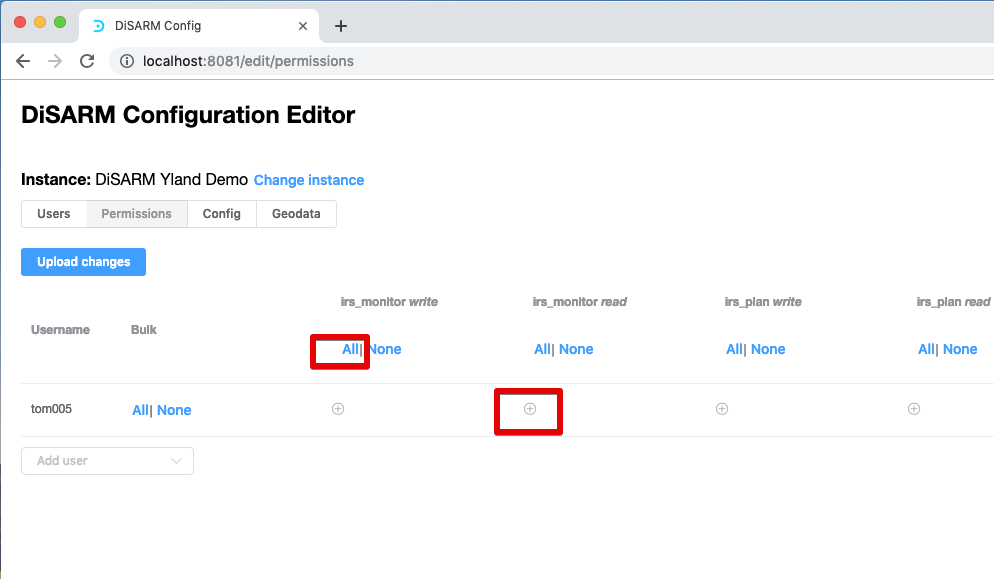 DiSARM Config
localhost:8081/edit/permissions
DiSARM Configuration Editor
Instance: DiSARM Yland Demo Change instance
Users Permissions Config Geodata
Upload changes
irs_monitor write irs_monitor read irs_plan write irs_plan read
Username Bulk
All| None All| None All| None All| None
tom005 All| None
Add user